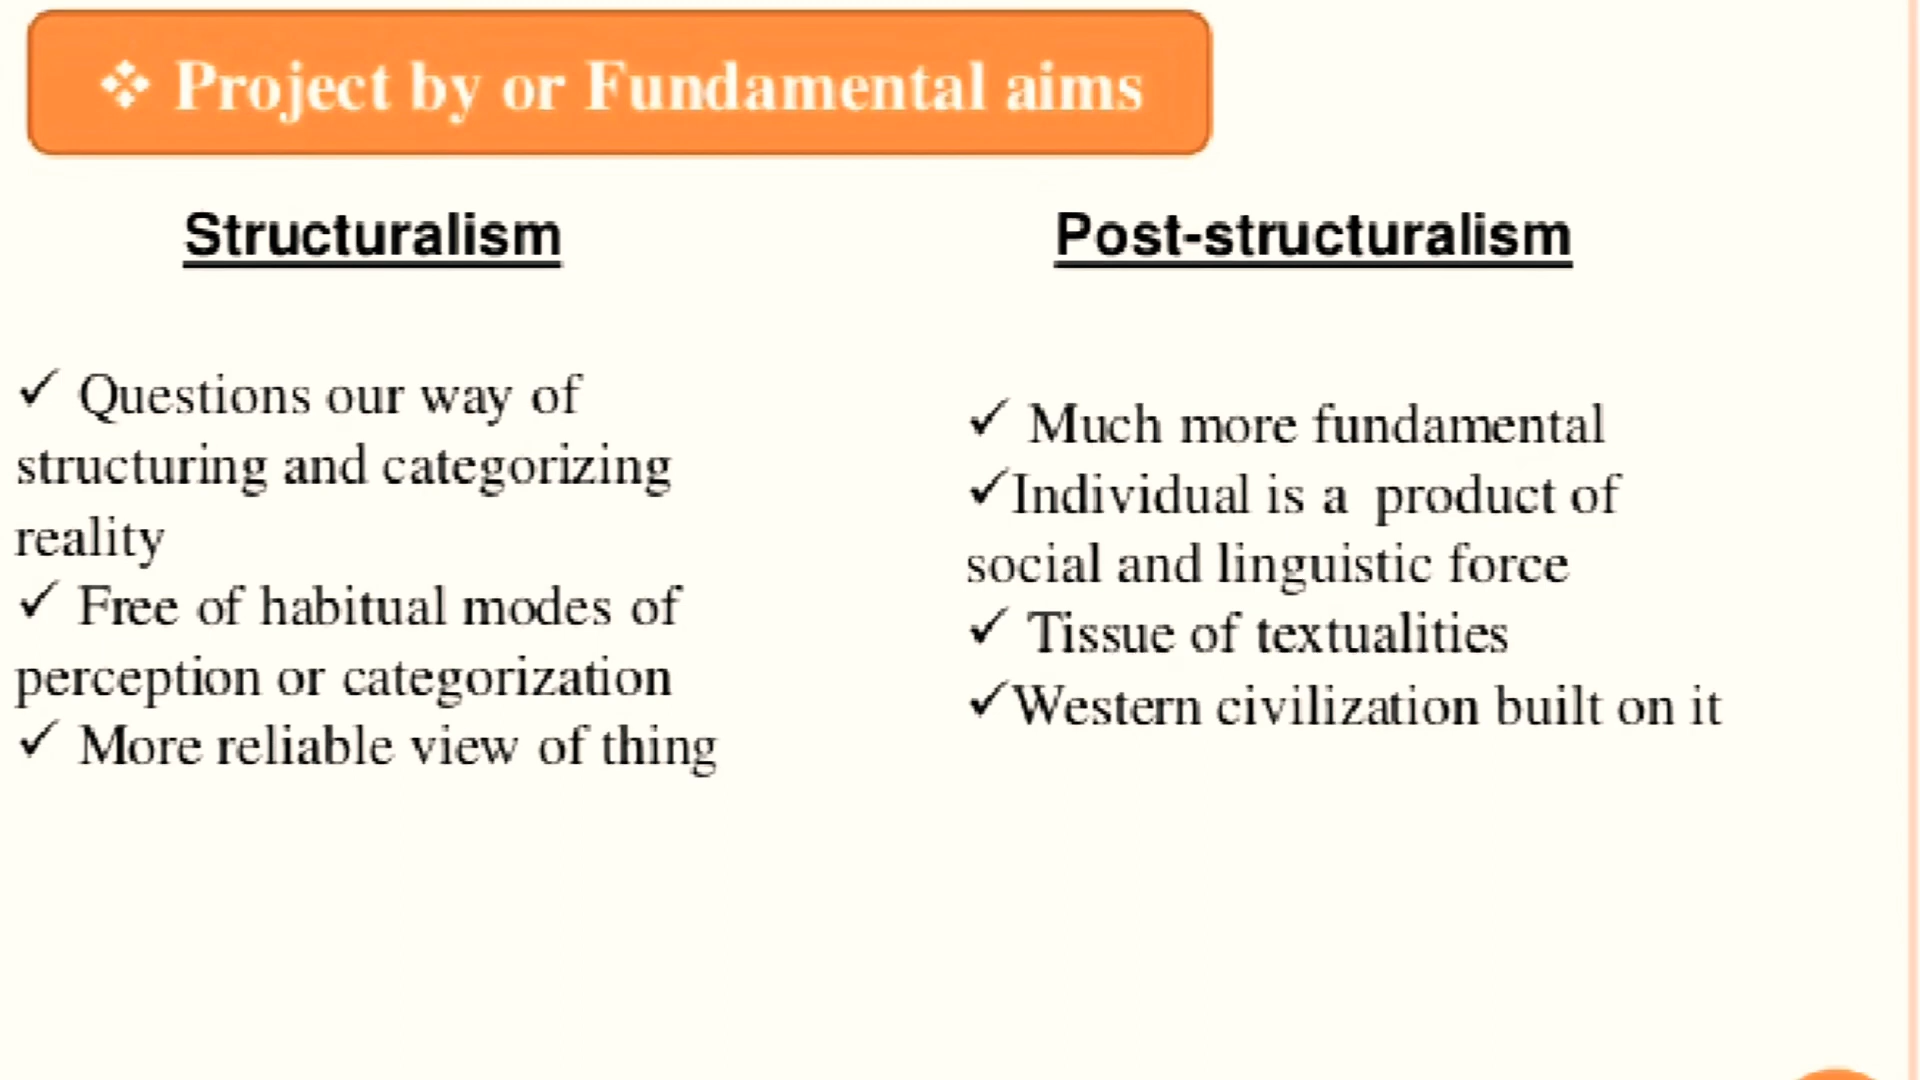 ❖ Project by or Fundamental aims
Structuralism
✓ Questions our way of
structuring and categorizing
reality
✓ Free of habitual modes of
perception or categorization
✓ More reliable view of thing
Post-structuralism
✓ Much more fundamental
✓Individual is a product of
social and linguistic force
✓ Tissue of textualities
✓Western civilization built on it